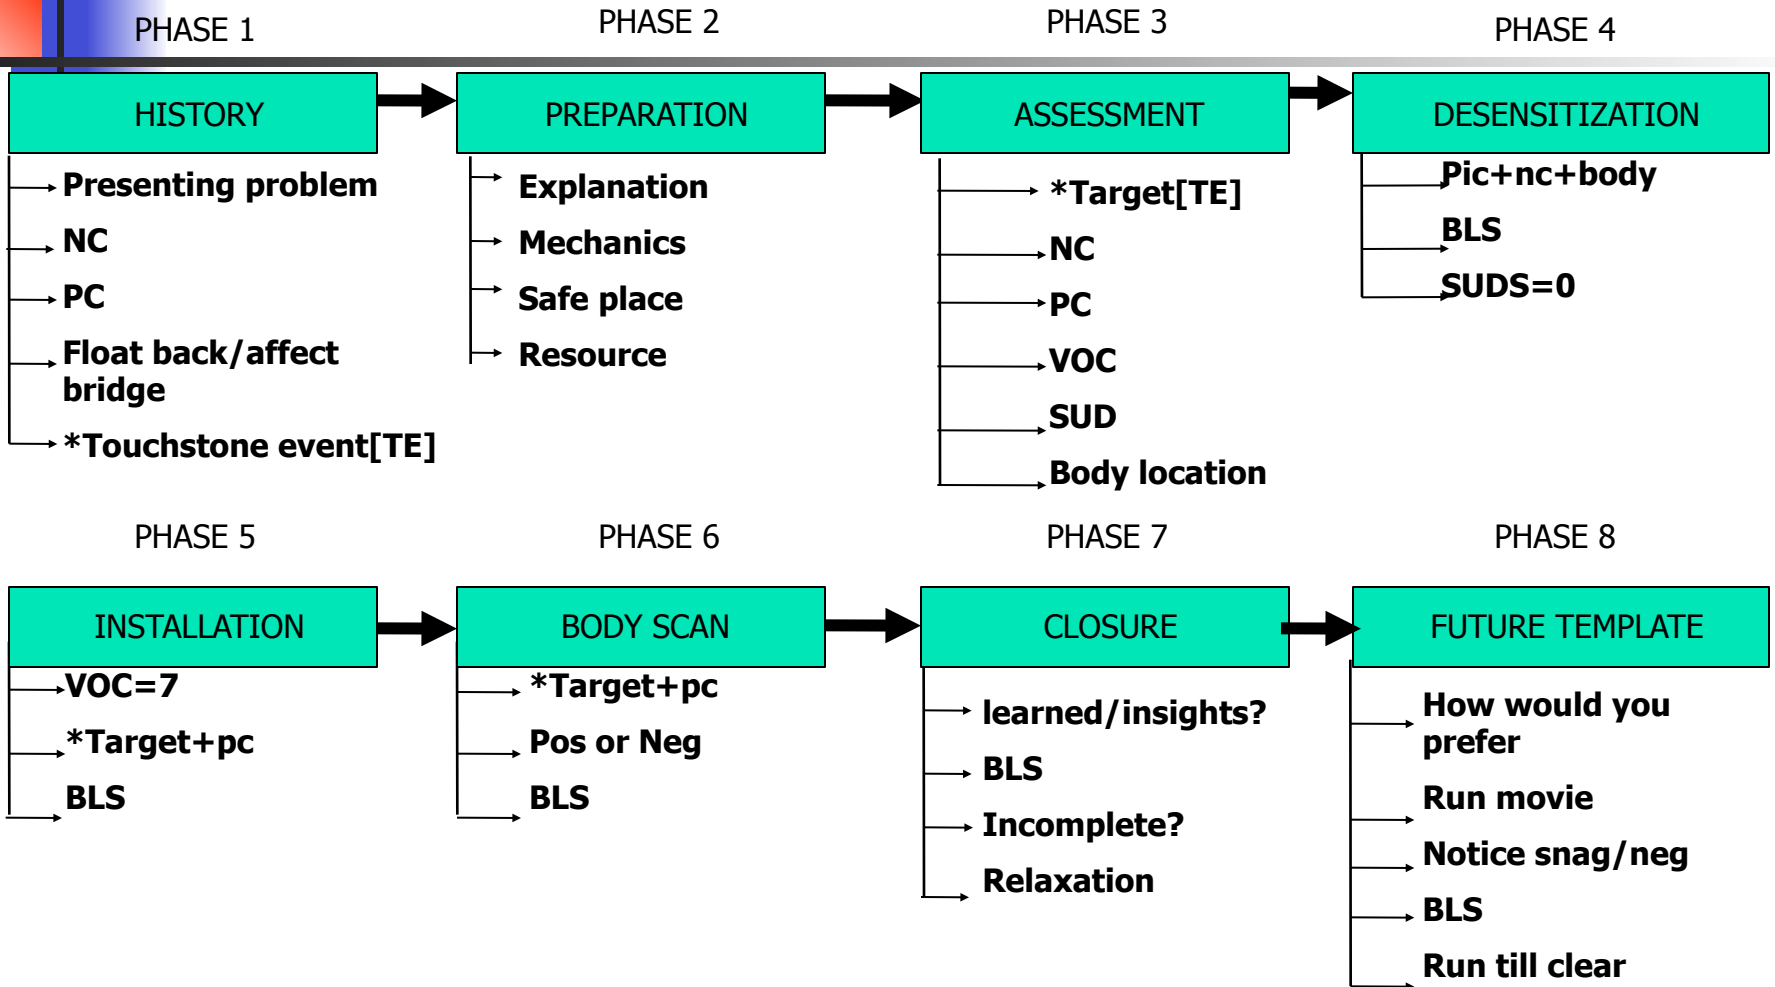 PHASE 1
PHASE 2
PHASE 3
PHASE 4
HISTORY
PREPARATION
ASSESSMENT
DESENSITIZATION
Presenting problem
NC
PC
Float back/affect
bridge
*Touchstone event[TE]
Explanation
Mechanics
Safe place
Resource
*Target[TE]
NC
PC
VOC
SUD
Body location
Pic+nc+body
BLS
SUDS=0
PHASE 5
PHASE 6
PHASE 7
PHASE 8
INSTALLATION
BODY SCAN
CLOSURE
FUTURE TEMPLATE
VOC=7
*Target+pc
BLS
*Target+pc
Pos or Neg
BLS
learned/insights?
BLS
Incomplete?
Relaxation
How would you
prefer
Run movie
Notice snag/neg
BLS
Run till clear